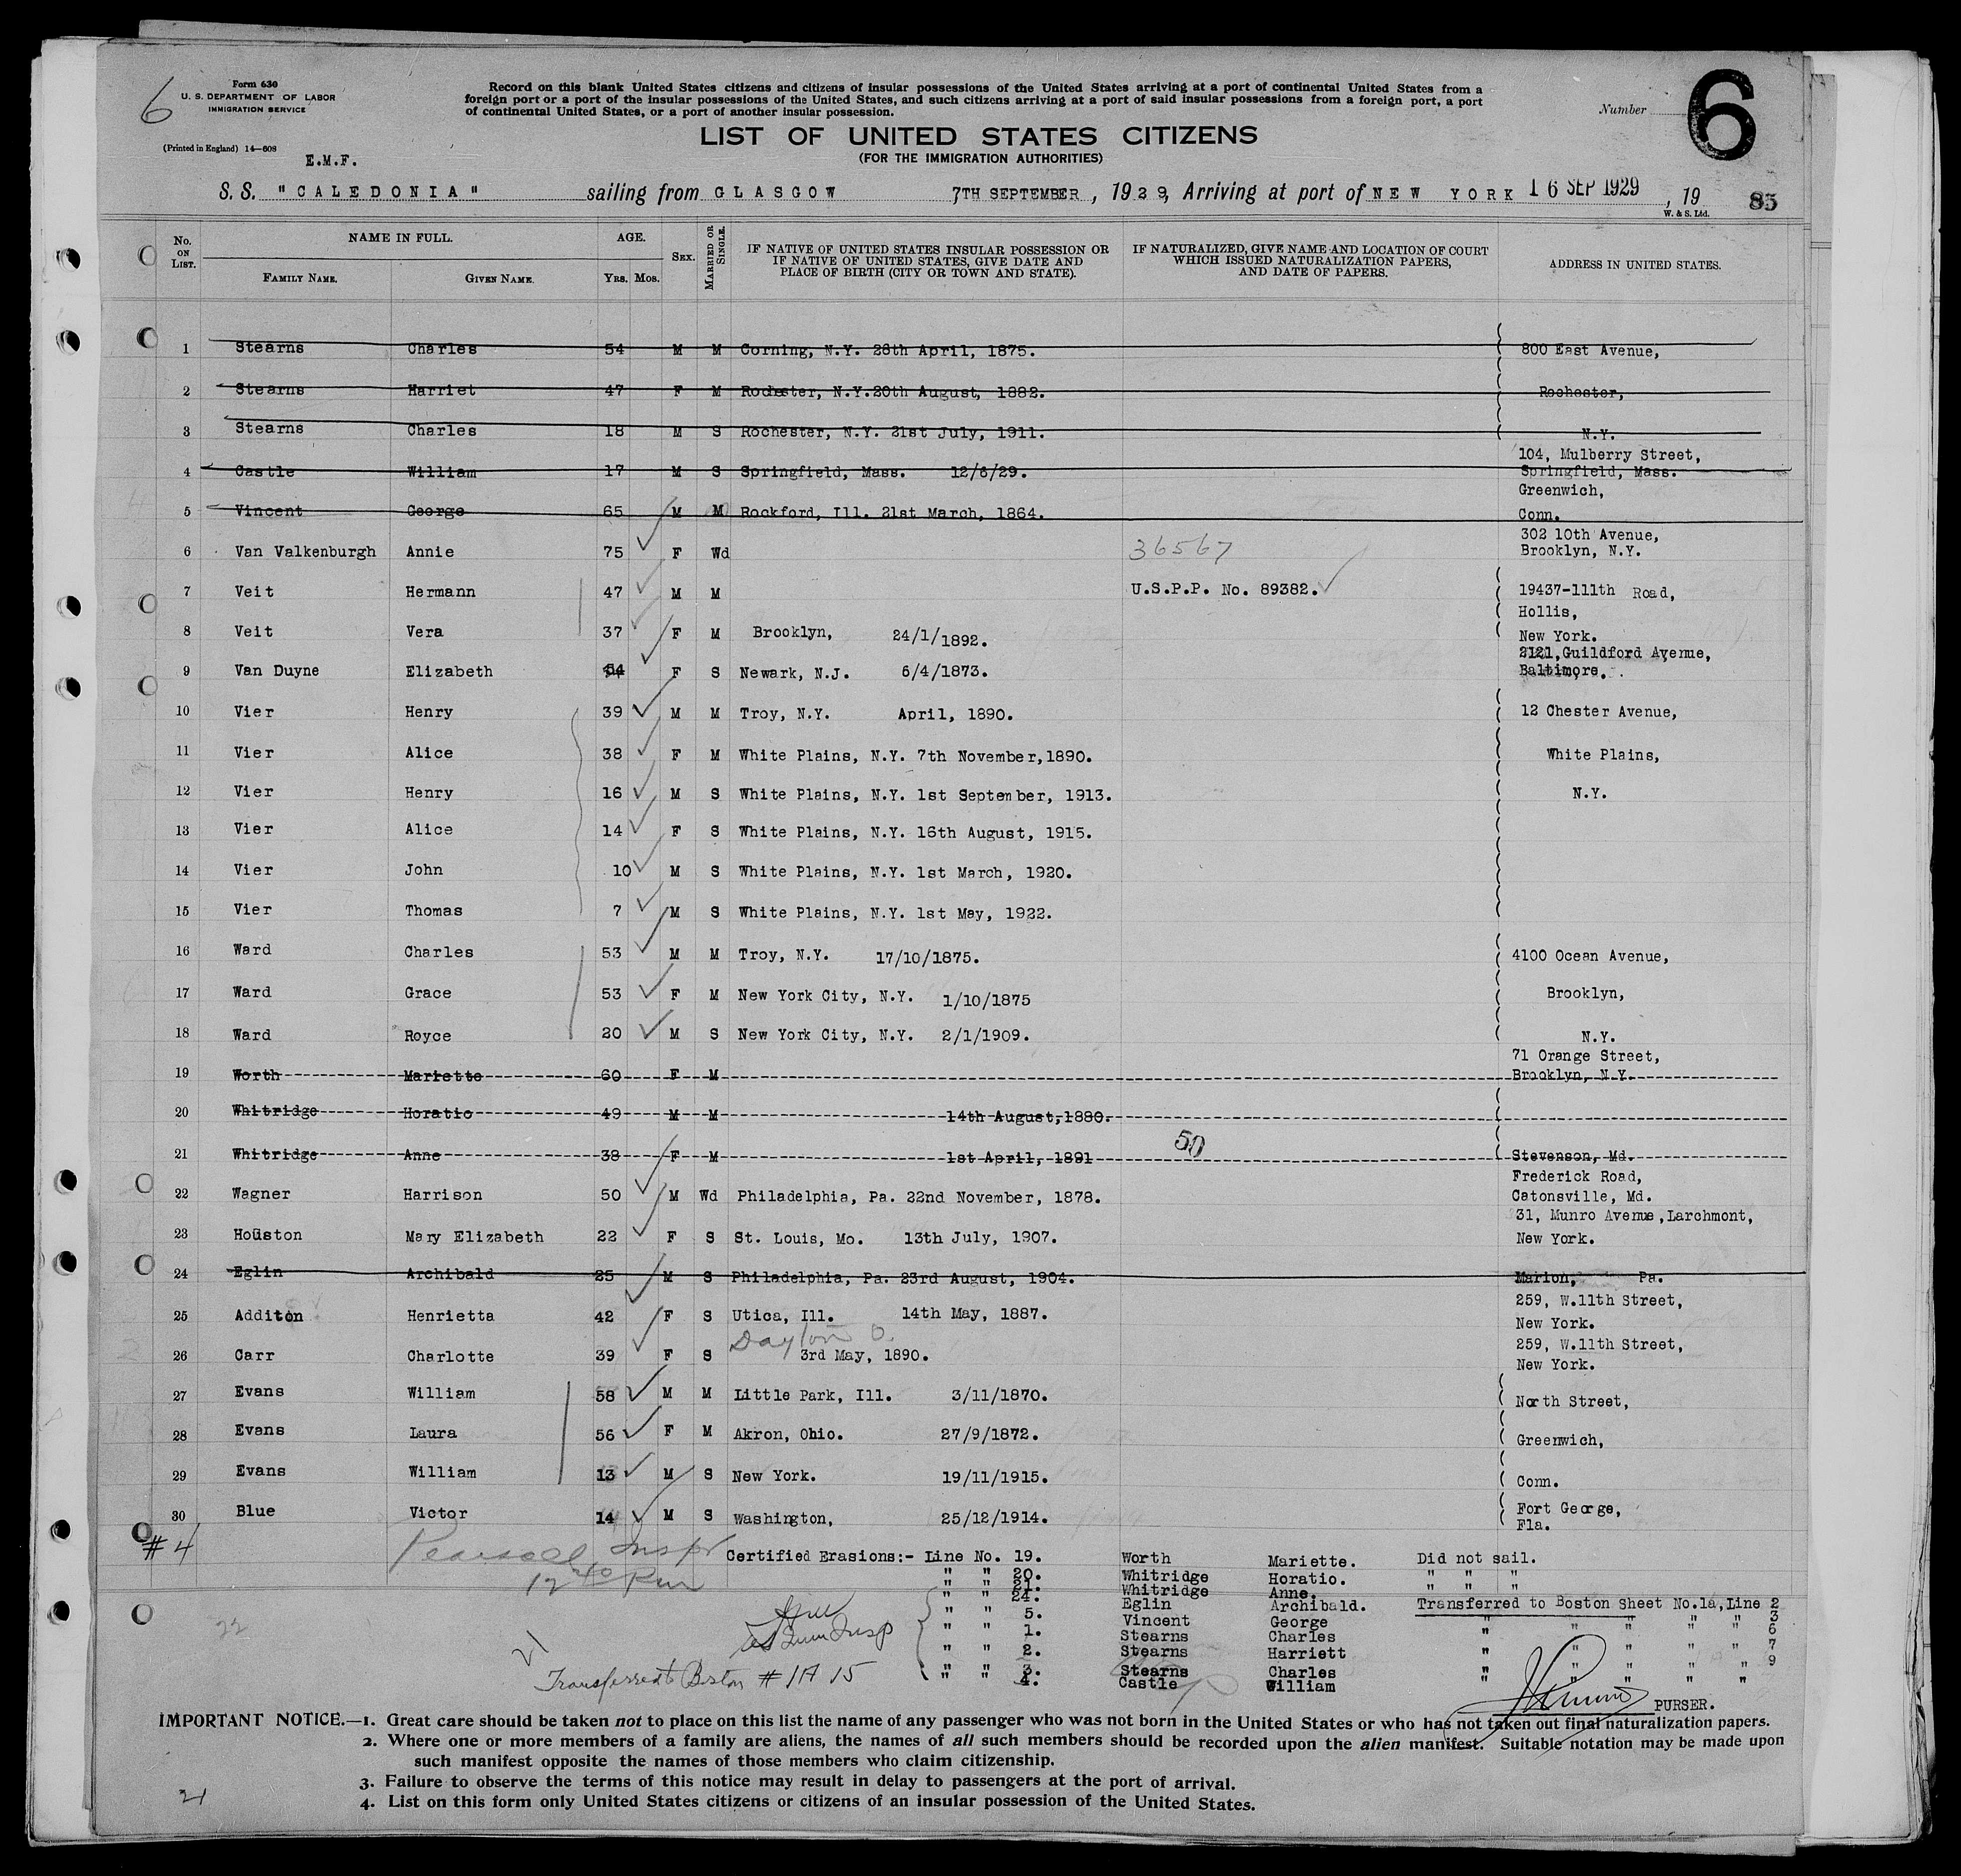 6
Form 630
U. S. DEPARTMENT OF LABOR
IMMIGRATION SERVICE
(Printed in England) 14—608
E.M.F.
Record on this blank United States citizens and citizens of insular possessions of the United States arriving at a port of continental United States from a
foreign port or a port of the insular possessions of the United States, and such citizens arriving at a port of said insular possessions from a foreign port, a port
of continental United States, or a port of another insular possession.
LIST OF UNITED STATES CITIZENS
(FOR THE IMMIGRATION AUTHORITIES)
Number 6
S. S. "CALEDONIA" sailing from GLASGOW 7TH SEPTEMBER, 1929, Arriving at port of NEW YORK 16 SEP 1929, 19 85
W. & S. Ltd.
No. ON LIST. NAME IN FULL. AGE. SEX. MARRIED OR SINGLE. IF NATIVE OF UNITED STATES INSULAR POSSESSION OR IF NATIVE OF UNITED STATES, GIVE DATE AND PLACE OF BIRTH (CITY OR TOWN AND STATE). IF NATURALIZED, GIVE NAME AND LOCATION OF COURT WHICH ISSUED NATURALIZATION PAPERS, AND DATE OF PAPERS. ADDRESS IN UNITED STATES.
FAMILY NAME. GIVEN NAME. YRS. MOS.
1 Stearns Charles 54 M M Corning, N.Y. 28th April, 1875. 800 East Avenue,
2 Stearns Harriet 47 F M Rochester, N.Y. 20th August, 1882. Rochester,
3 Stearns Charles 18 M S Rochester, N.Y. 21st July, 1911. N.Y.
4 Castle William 17 M S Springfield, Mass. 12/6/29. 104, Mulberry Street, Springfield, Mass.
5 Vincent George 65 M M Rockford, Ill. 21st March, 1864. Greenwich, Conn.
6 Van Valkenburgh Annie 75 F Wd 36567 302 10th Avenue, Brooklyn, N.Y.
7 Veit Hermann 47 M M U.S.P.P. No. 89382. 19437-111th Road, Hollis,
8 Veit Vera 37 F M Brooklyn, 24/1/1892. New York.
9 Van Duyne Elizabeth 54 F S Newark, N.J. 6/4/1873. 2121, Guildford Avenue, Baltimore.
10 Vier Henry 39 M M Troy, N.Y. April, 1890. 12 Chester Avenue,
11 Vier Alice 38 F M White Plains, N.Y. 7th November, 1890. White Plains,
12 Vier Henry 16 M S White Plains, N.Y. 1st September, 1913. N.Y.
13 Vier Alice 14 F S White Plains, N.Y. 16th August, 1915.
14 Vier John 10 M S White Plains, N.Y. 1st March, 1920.
15 Vier Thomas 7 M S White Plains, N.Y. 1st May, 1922.
16 Ward Charles 53 M M Troy, N.Y. 17/10/1875. 4100 Ocean Avenue,
17 Ward Grace 53 F M New York City, N.Y. 1/10/1875 Brooklyn,
18 Ward Royce 20 M S New York City, N.Y. 2/1/1909. N.Y.
19 Worth Mariette 60 F M 71 Orange Street, Brooklyn, N.Y.
20 Whitridge Horatio 49 M M 14th August, 1880.
21 Whitridge Anne 38 F M 1st April, 1891 50 Stevenson, Md.
22 Wagner Harrison 50 M Wd Philadelphia, Pa. 22nd November, 1878. Frederick Road, Catonsville, Md.
23 Houston Mary Elizabeth 22 F S St. Louis, Mo. 13th July, 1907. 31, Munro Avenue, Larchmont, New York.
24 Eglin Archibald 25 M S Philadelphia, Pa. 23rd August, 1904. Marion, Pa.
25 Additon Henrietta 42 F S Utica, Ill. 14th May, 1887. 259, W.11th Street, New York.
26 Carr Charlotte 39 F S Dayton O. 3rd May, 1890. 259, W.11th Street, New York.
27 Evans William 58 M M Little Park, Ill. 3/11/1870. North Street,
28 Evans Laura 56 F M Akron, Ohio. 27/9/1872. Greenwich,
29 Evans William 13 M S New York. 19/11/1915. Conn.
30 Blue Victor 14 M S Washington, 25/12/1914. Fort George, Fla.
#4
Pearsall, Inspr
Certified Erasions:- Line No. 19. Worth Mariette. Did not sail.
" " 20. Whitridge Horatio. " " "
" " 21. Whitridge Anne. " " "
" " 24. Eglin Archibald. Transferred to Boston Sheet No.1a, Line 2
" " 5. Vincent George " " " " " 3
" " 1. Stearns Charles " " " " " 6
" " 2. Stearns Harriett " " " " " 7
" " 3. Stearns Charles " " " " " 9
" " 4. Castle William " " " " "
22
21
Transferred to Boston #1A 15
PURSER.
IMPORTANT NOTICE.—1. Great care should be taken not to place on this list the name of any passenger who was not born in the United States or who has not taken out final naturalization papers.
2. Where one or more members of a family are aliens, the names of all such members should be recorded upon the alien manifest. Suitable notation may be made upon
such manifest opposite the names of those members who claim citizenship.
3. Failure to observe the terms of this notice may result in delay to passengers at the port of arrival.
4. List on this form only United States citizens or citizens of an insular possession of the United States.
21